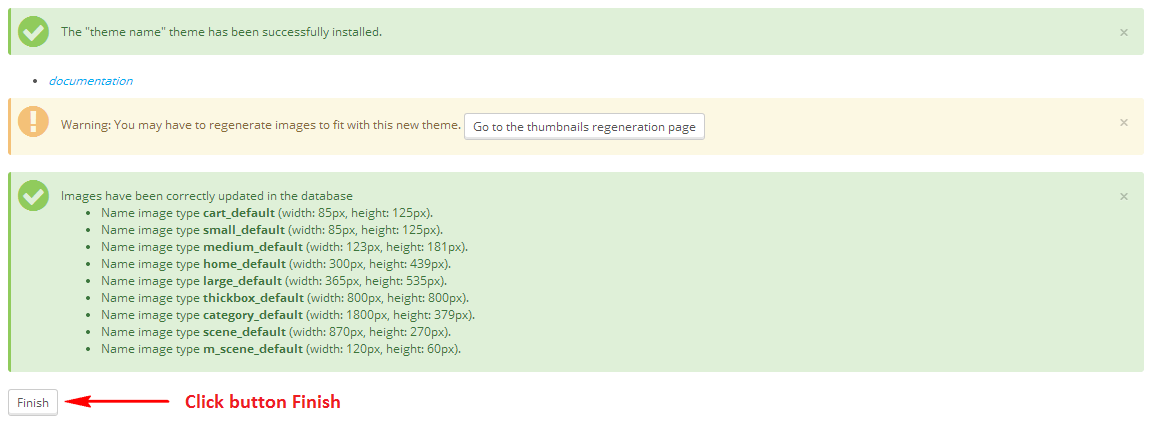 The "theme name" theme has been successfully installed.
×
• documentation
Warning: You may have to regenerate images to fit with this new theme. Go to the thumbnails regeneration page
×
Images have been correctly updated in the database
×
• Name image type cart_default (width: 85px, height: 125px).
• Name image type small_default (width: 85px, height: 125px).
• Name image type medium_default (width: 123px, height: 181px).
• Name image type home_default (width: 300px, height: 439px).
• Name image type large_default (width: 365px, height: 535px).
• Name image type thickbox_default (width: 800px, height: 800px).
• Name image type category_default (width: 1800px, height: 379px).
• Name image type scene_default (width: 870px, height: 270px).
• Name image type m_scene_default (width: 120px, height: 60px).
Finish
Click button Finish